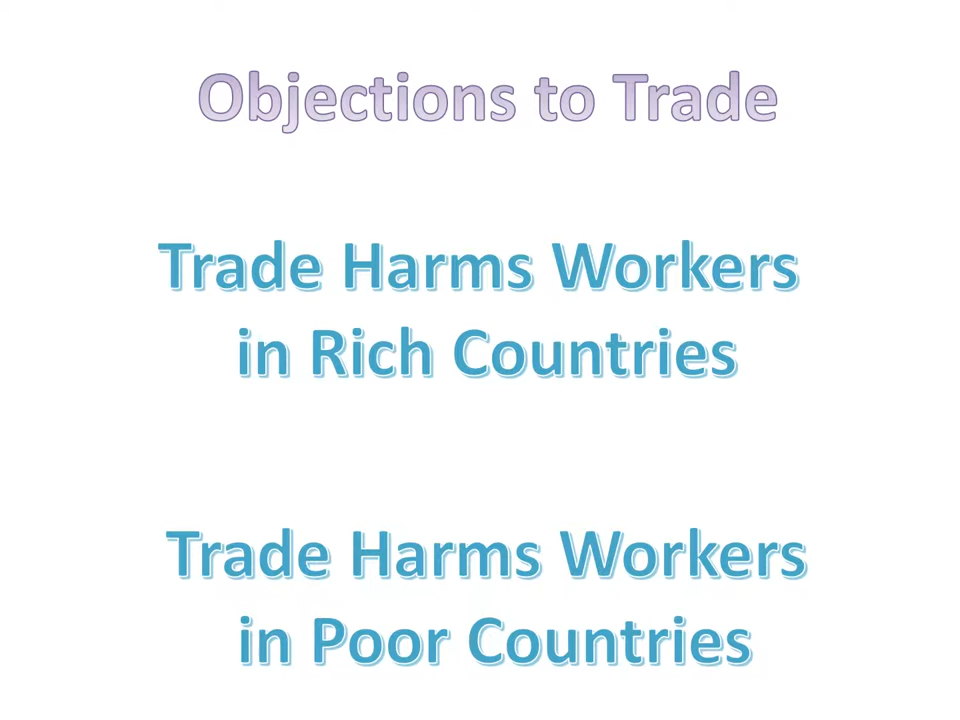 Objections to Trade
Trade Harms Workers
in Rich Countries
Trade Harms Workers
in Poor Countries